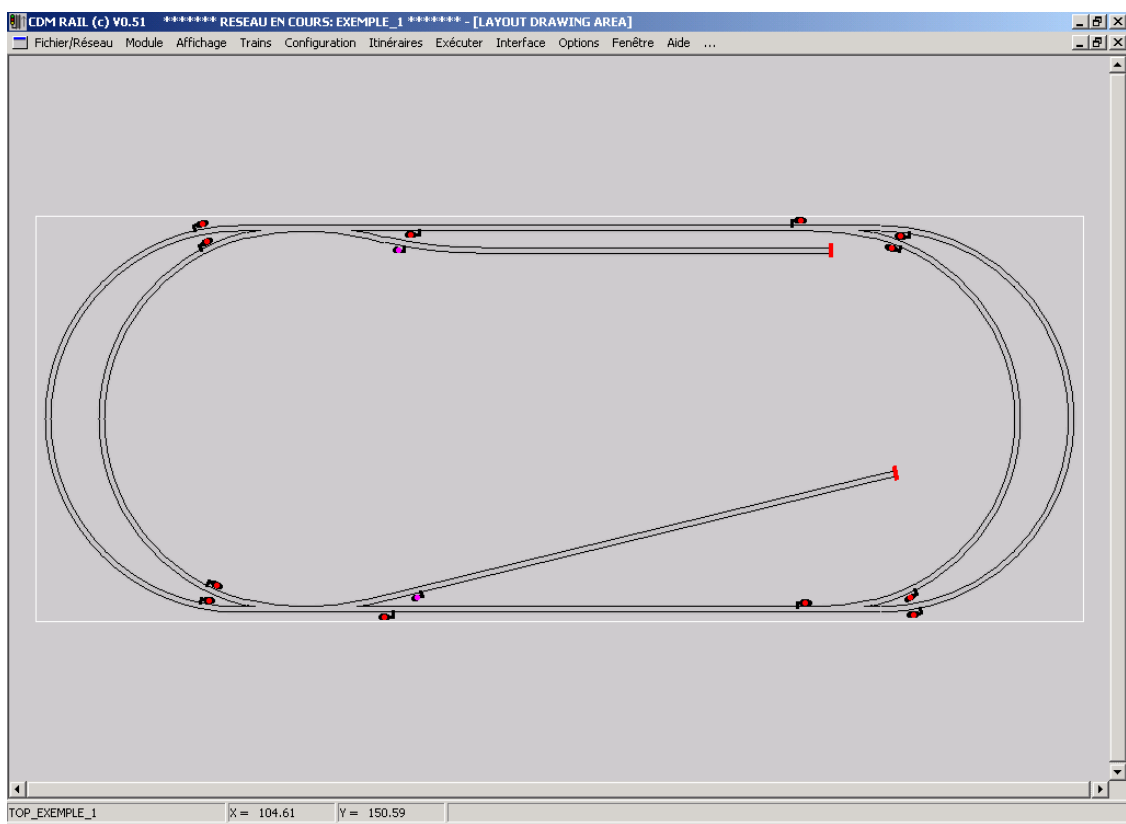 CDM RAIL (c) V0.51 ******* RESEAU EN COURS: EXEMPLE_1 ******* - [LAYOUT DRAWING AREA]
Fichier/Réseau Module Affichage Trains Configuration Itinéraires Exécuter Interface Options Fenêtre Aide ...
TOP_EXEMPLE_1 X = 104.61 Y = 150.59